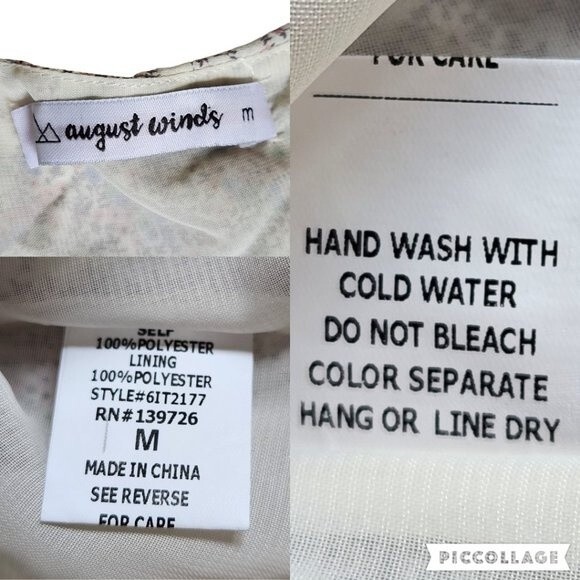 august winds m
SELF
100%POLYESTER
LINING
100%POLYESTER
STYLE#6IT2177
RN#139726
M
MADE IN CHINA
SEE REVERSE
FOR CARE
FOR CARE
HAND WASH WITH
COLD WATER
DO NOT BLEACH
COLOR SEPARATE
HANG OR LINE DRY
PICCOLLAGE